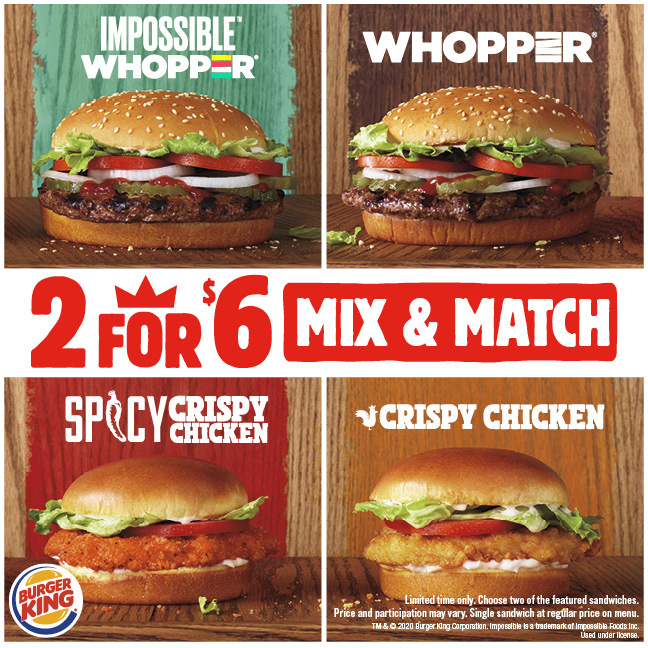 IMPOSSIBLE™
WHOPPER®
WHOPPER®
2 FOR $6 MIX & MATCH
SPICY CRISPY
CHICKEN
CRISPY CHICKEN
BURGER
KING
Limited time only. Choose two of the featured sandwiches.
Price and participation may vary. Single sandwich at regular price on menu.
TM & © 2020 Burger King Corporation. Impossible is a trademark of Impossible Foods Inc.
Used under license.